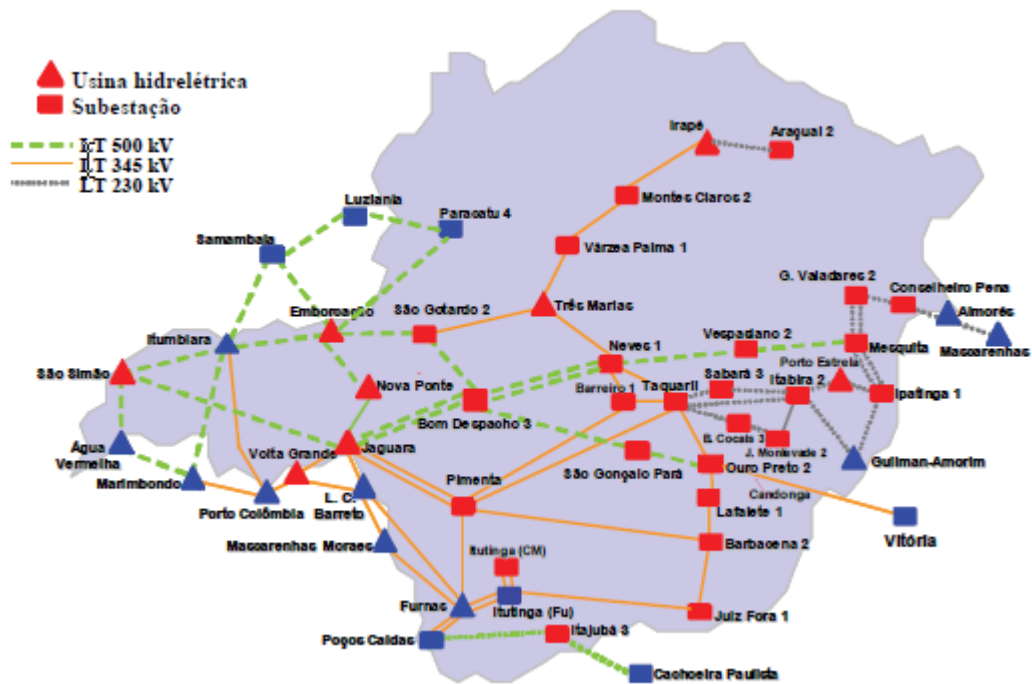 Usina hidrelétrica
Subestação
LT 500 kV
LT 345 kV
LT 230 kV
Irapé
Araçuaí 2
Montes Claros 2
Luziania
Paracatu 4
Samambaia
Várzea Palma 1
G. Valadares 2
Conselheiro Pena
Aimorés
Mascarenhas
Emborcação
São Gotardo 2
Três Marias
Itumbiara
Neves 1
Vespasiano 2
Mesquita
Porto Estrela
São Simão
Nova Ponte
Barreiro 1
Taquaril
Sabará 3
Itabira 2
Ipatinga 1
Bom Despacho 3
B. Cocais 3
J. Monlevade 2
Água
Vermelha
Volta Grande
Jaguara
São Gonçalo Pará
Ouro Preto 2
Guilman-Amorim
Marimbondo
Pimenta
Candonga
Porto Colômbia
L. C.
Barreto
Lafaiete 1
Vitória
Mascarenhas Moraes
Itutinga (CM)
Barbacena 2
Furnas
Itutinga (Fu)
Juiz Fora 1
Poços Caldas
Itajubá 3
Cachoeira Paulista